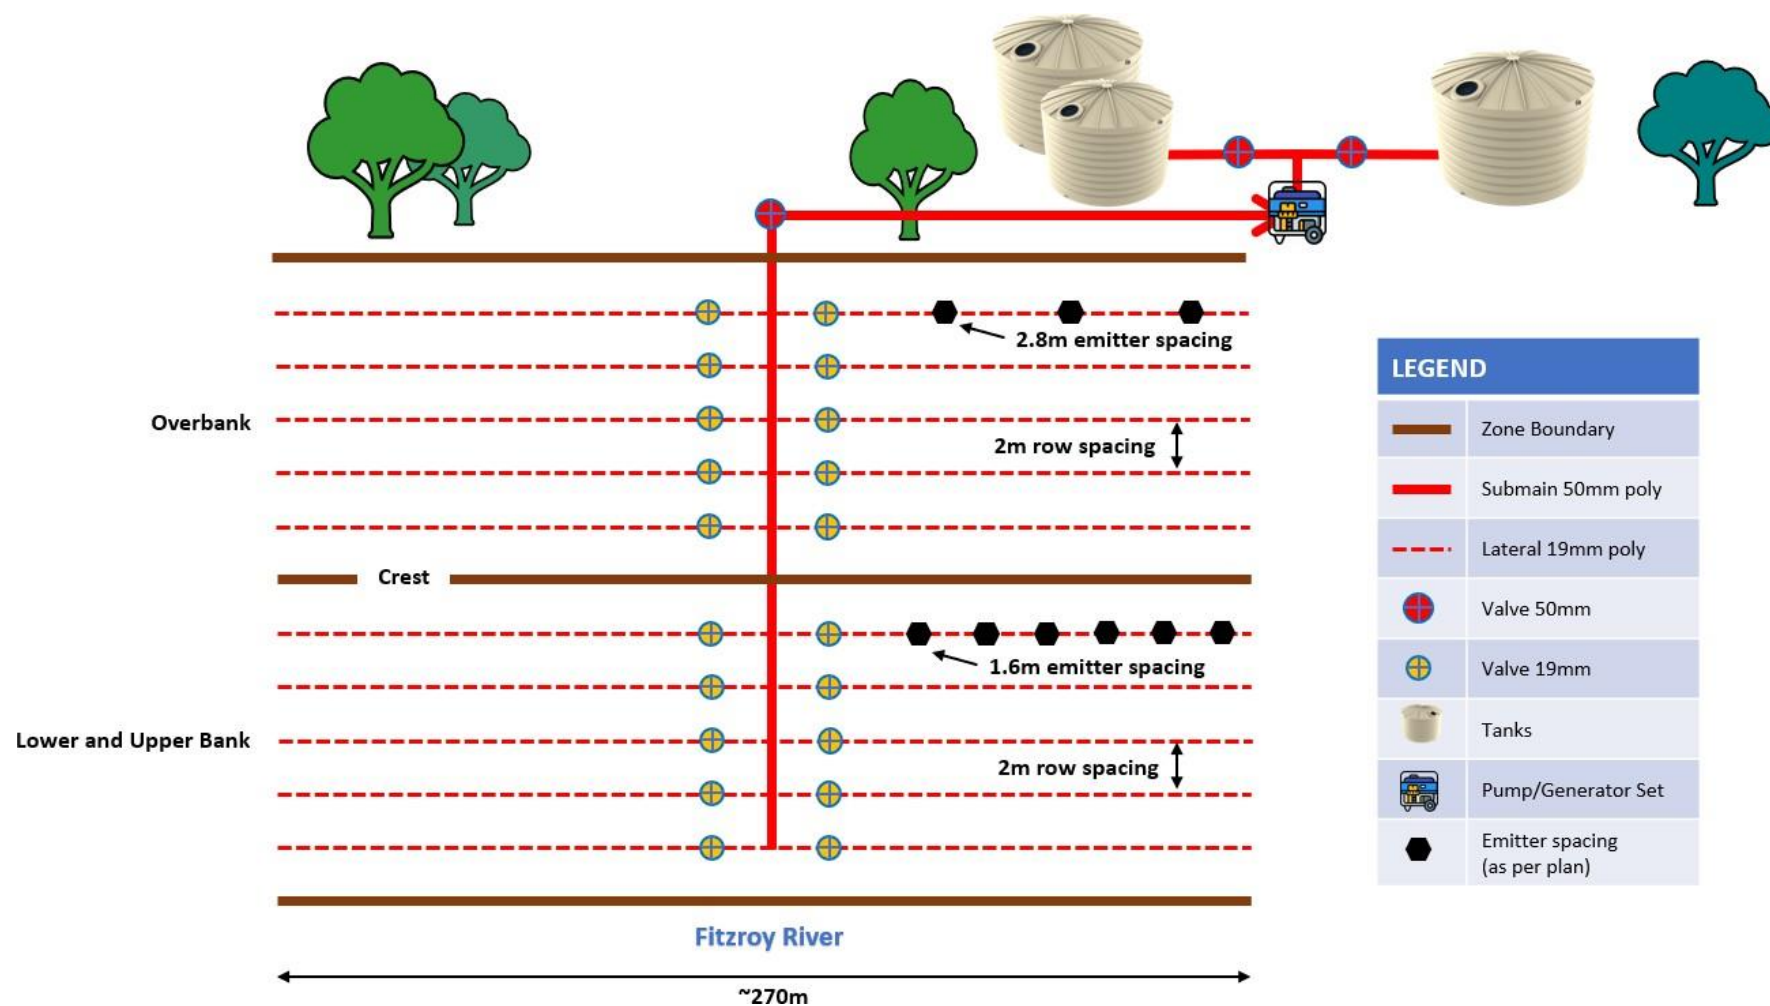 2.8m emitter spacing
Overbank
2m row spacing
Crest
1.6m emitter spacing
Lower and Upper Bank
2m row spacing
Fitzroy River
~270m
LEGEND
Zone Boundary
Submain 50mm poly
Lateral 19mm poly
Valve 50mm
Valve 19mm
Tanks
Pump/Generator Set
Emitter spacing
(as per plan)